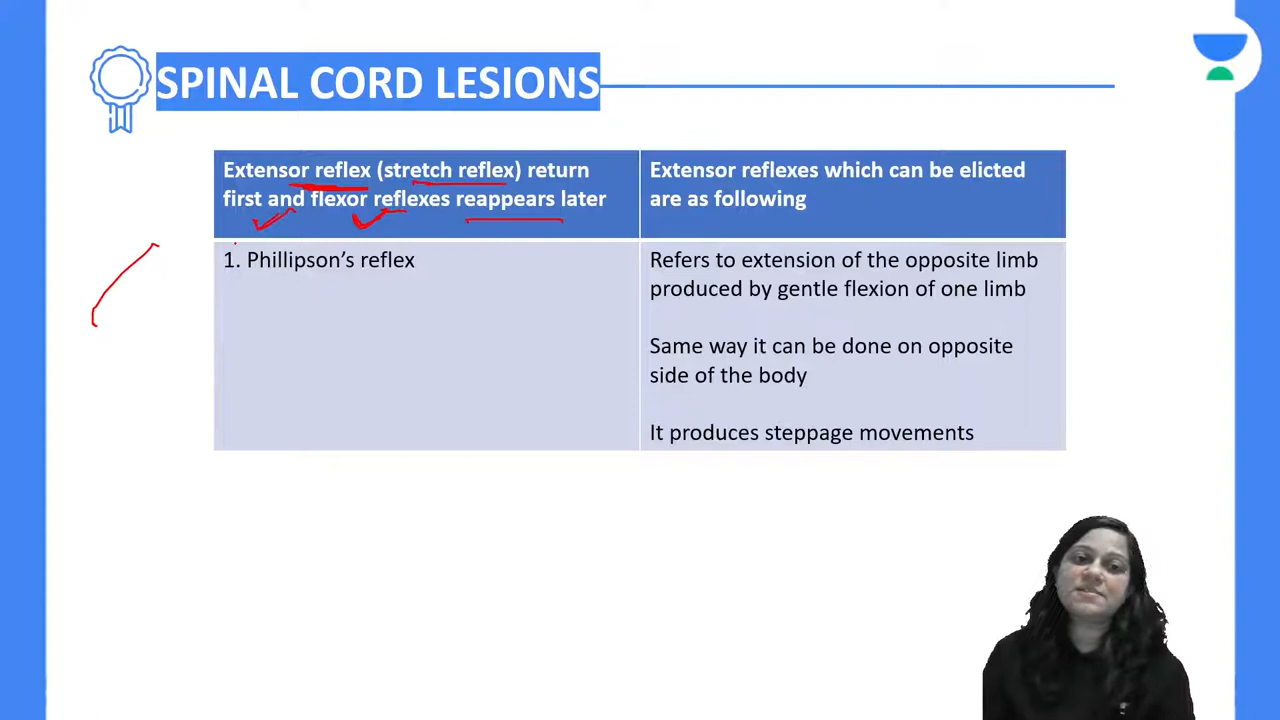 SPINAL CORD LESIONS
Extensor reflex (stretch reflex) return
first and flexor reflexes reappears later
Extensor reflexes which can be elicted
are as following
1. Phillipson’s reflex
Refers to extension of the opposite limb
produced by gentle flexion of one limb
Same way it can be done on opposite
side of the body
It produces steppage movements